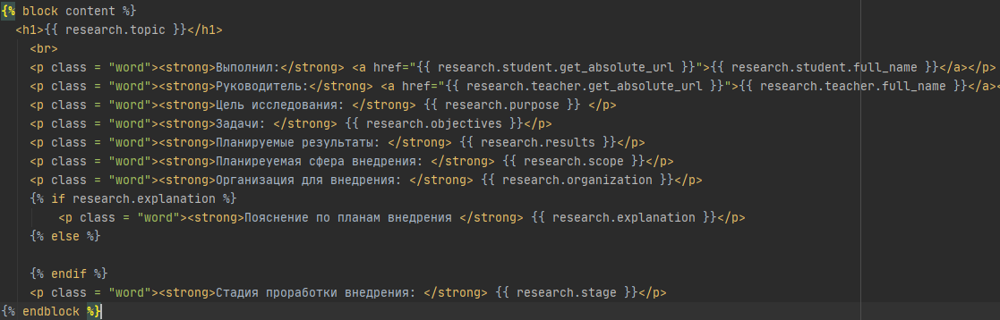 {% block content %}
<h1>{{ research.topic }}</h1>
<br>
<p class = "word"><strong>Выполнил:</strong> <a href="{{ research.student.get_absolute_url }}">{{ research.student.full_name }}</a></p>
<p class = "word"><strong>Руководитель:</strong> <a href="{{ research.teacher.get_absolute_url }}">{{ research.teacher.full_name }}</a><
<p class = "word"><strong>Цель исследования: </strong> {{ research.purpose }} </p>
<p class = "word"><strong>Задачи: </strong> {{ research.objectives }}</p>
<p class = "word"><strong>Планируемые результаты: </strong> {{ research.results }}</p>
<p class = "word"><strong>Планиреуемая сфера внедрения: </strong> {{ research.scope }}</p>
<p class = "word"><strong>Организация для внедрения: </strong> {{ research.organization }}</p>
{% if research.explanation %}
<p class = "word"><strong>Пояснение по планам внедрения </strong> {{ research.explanation }}</p>
{% else %}
{% endif %}
<p class = "word"><strong>Стадия проработки внедрения: </strong> {{ research.stage }}</p>
{% endblock %}